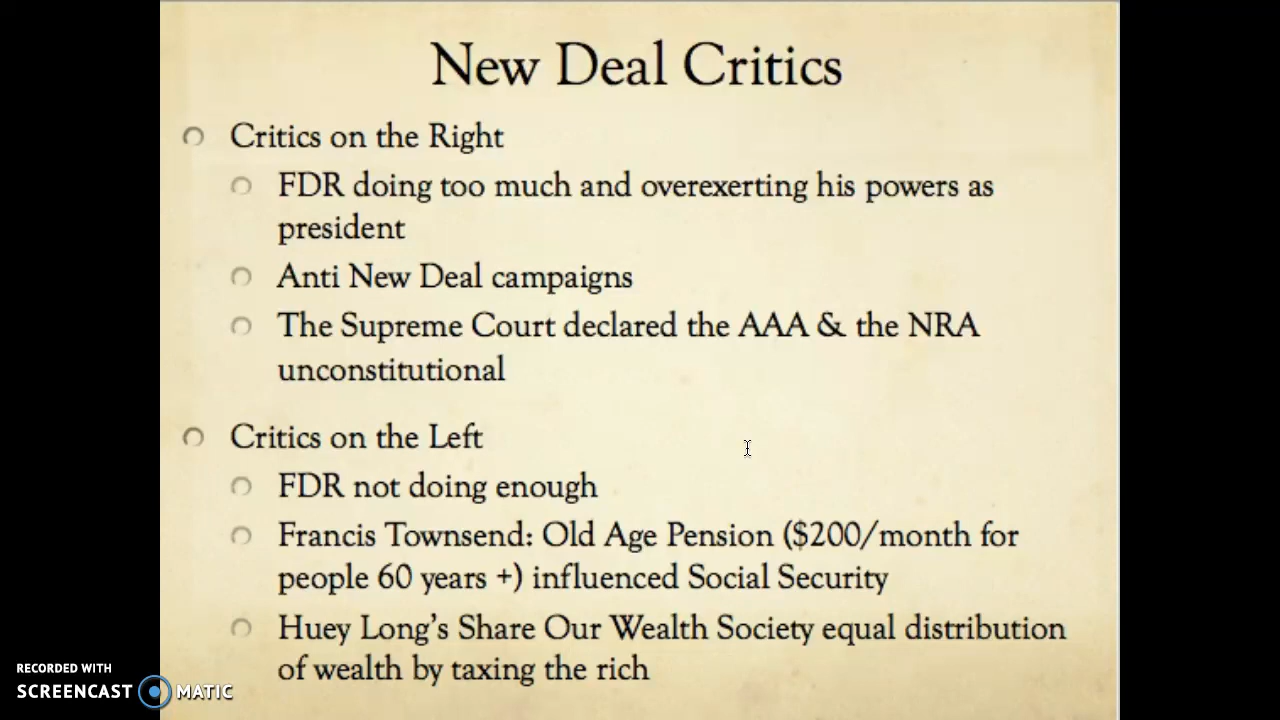 New Deal Critics
Critics on the Right
FDR doing too much and overexerting his powers as
president
Anti New Deal campaigns
The Supreme Court declared the AAA & the NRA
unconstitutional
Critics on the Left
FDR not doing enough
Francis Townsend: Old Age Pension ($200/month for
people 60 years +) influenced Social Security
Huey Long's Share Our Wealth Society equal distribution
of wealth by taxing the rich
RECORDED WITH
SCREENCAST MATIC